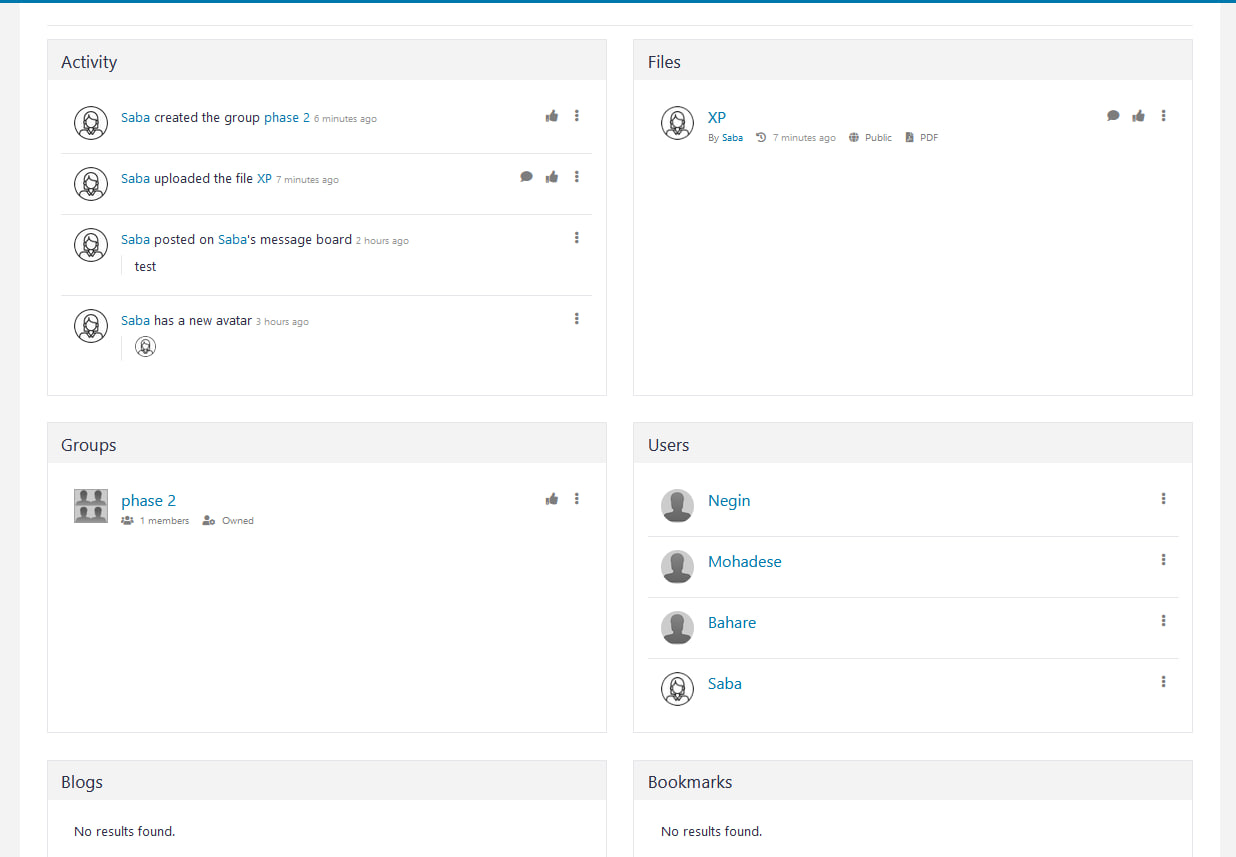 Activity
Saba created the group phase 2 6 minutes ago
Saba uploaded the file XP 7 minutes ago
Saba posted on Saba's message board 2 hours ago
test
Saba has a new avatar 3 hours ago
Files
XP
By Saba 7 minutes ago Public PDF
Groups
phase 2
1 members Owned
Users
Negin
Mohadese
Bahare
Saba
Blogs
No results found.
Bookmarks
No results found.